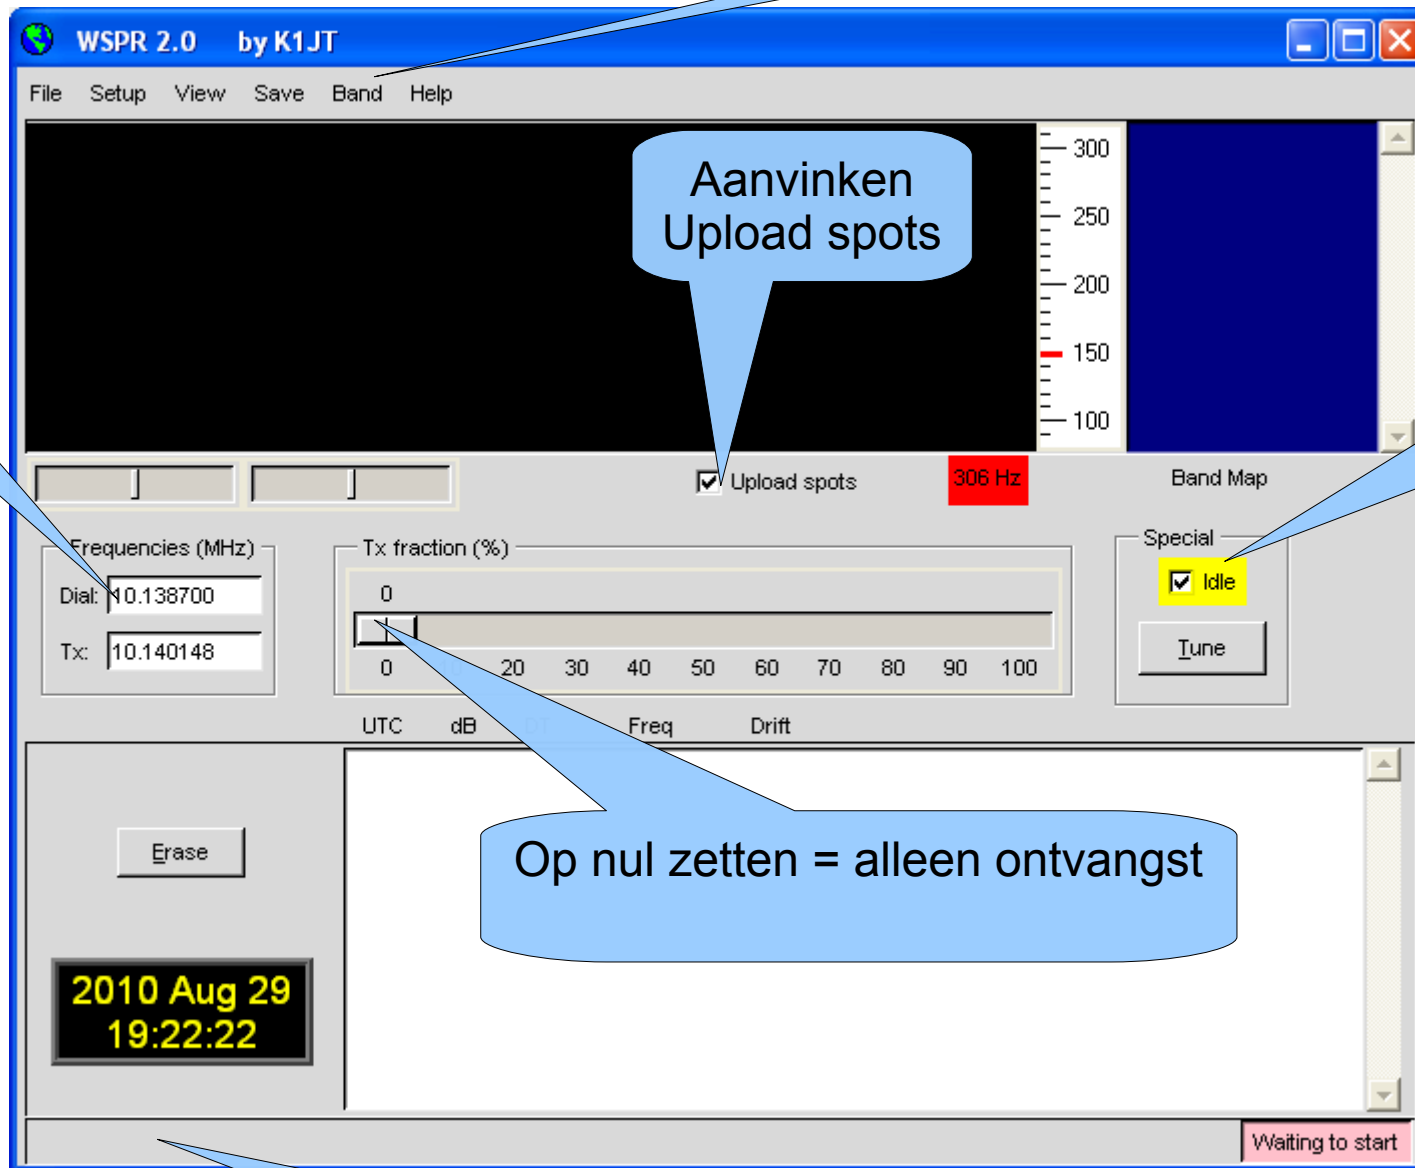 WSPR 2.0 by K1JT
File Setup View Save Band Help
Aanvinken
Upload spots
300
250
200
150
100
Upload spots
306 Hz
Band Map
Frequencies (MHz)
Dial: 10.138700
Tx: 10.140148
Tx fraction (%)
0
0 10 20 30 40 50 60 70 80 90 100
Special
Idle
Tune
UTC dB DT Freq Drift
Erase
Op nul zetten = alleen ontvangst
2010 Aug 29
19:22:22
Waiting to start